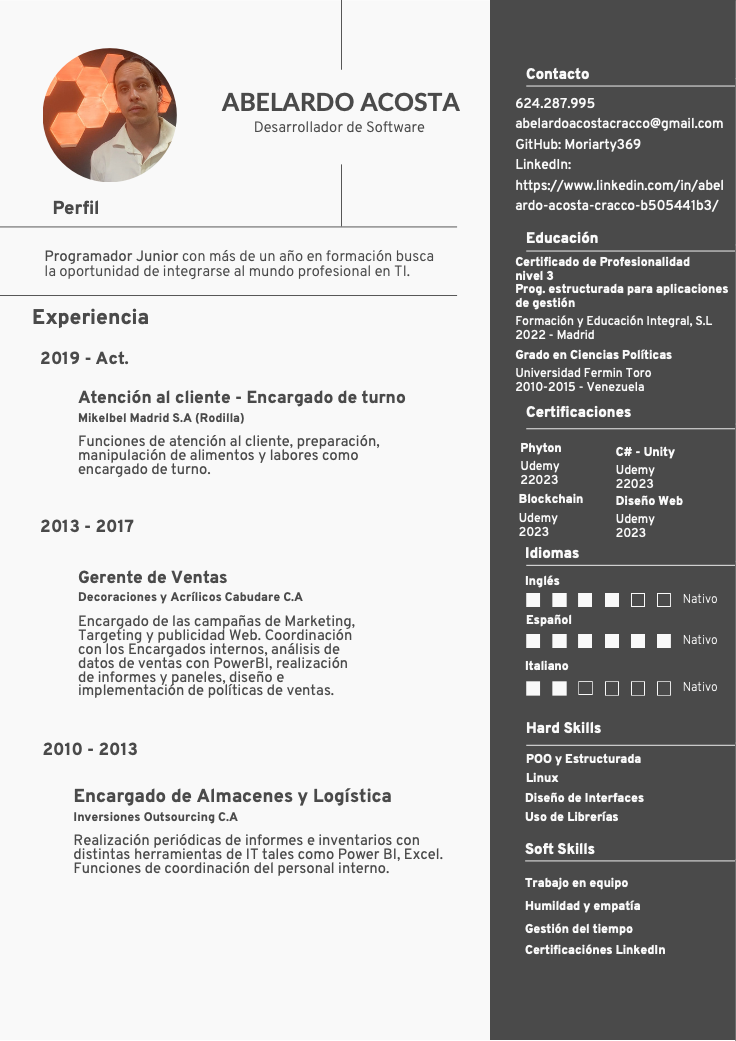 ABELARDO ACOSTA
Desarrollador de Software
Perfil
Programador Junior con más de un año en formación busca
la oportunidad de integrarse al mundo profesional en TI.
Experiencia
2019 - Act.
Atención al cliente - Encargado de turno
Mikelbel Madrid S.A (Rodilla)
Funciones de atención al cliente, preparación,
manipulación de alimentos y labores como
encargado de turno.
2013 - 2017
Gerente de Ventas
Decoraciones y Acrílicos Cabudare C.A
Encargado de las campañas de Marketing,
Targeting y publicidad Web. Coordinación
con los Encargados internos, análisis de
datos de ventas con PowerBI, realización
de informes y paneles, diseño e
implementación de políticas de ventas.
2010 - 2013
Encargado de Almacenes y Logística
Inversiones Outsourcing C.A
Realización periódicas de informes e inventarios con
distintas herramientas de IT tales como Power BI, Excel.
Funciones de coordinación del personal interno.
Contacto
624.287.995
abelardoacostacracco@gmail.com
GitHub: Moriarty369
LinkedIn:
https://www.linkedin.com/in/abel
ardo-acosta-cracco-b505441b3/
Educación
Certificado de Profesionalidad
nivel 3
Prog. estructurada para aplicaciones
de gestión
Formación y Educación Integral, S.L
2022 - Madrid
Grado en Ciencias Políticas
Universidad Fermin Toro
2010-2015 - Venezuela
Certificaciones
Phyton
Udemy
22023
C# - Unity
Udemy
22023
Blockchain
Udemy
2023
Diseño Web
Udemy
2023
Idiomas
Inglés
Nativo
Español
Nativo
Italiano
Nativo
Hard Skills
POO y Estructurada
Linux
Diseño de Interfaces
Uso de Librerías
Soft Skills
Trabajo en equipo
Humildad y empatía
Gestión del tiempo
Certificaciónes LinkedIn